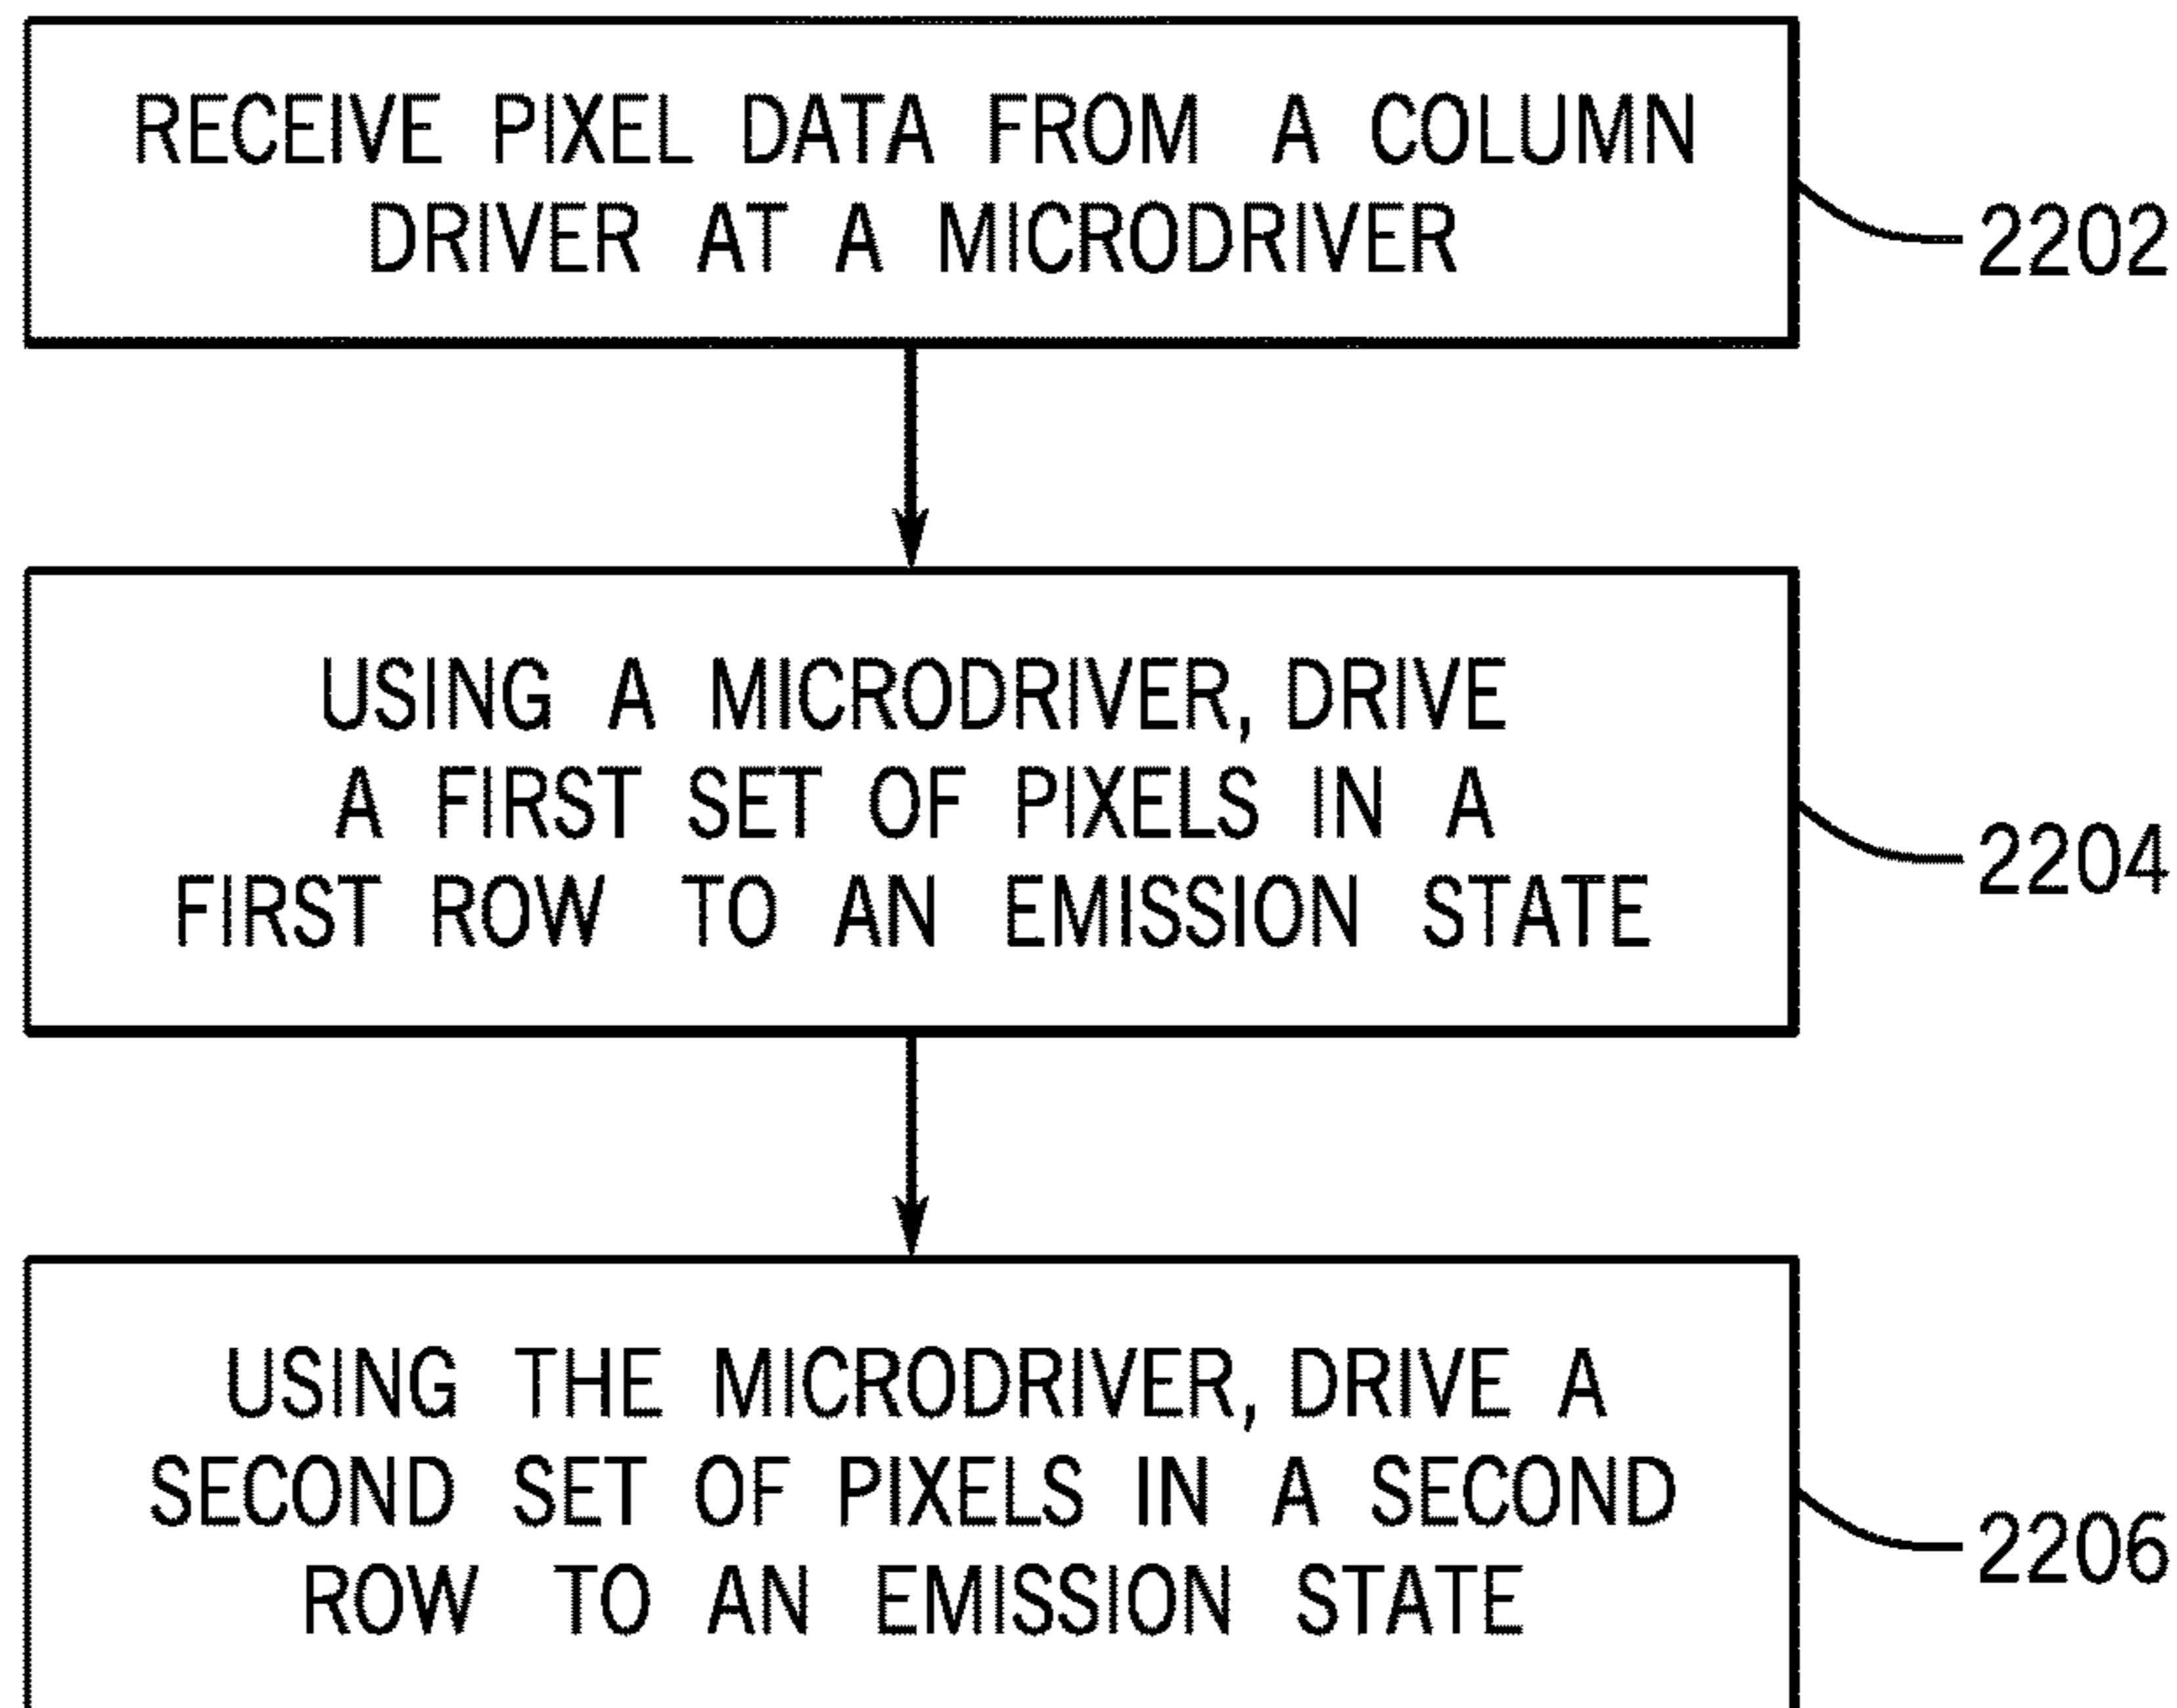 RECEIVE PIXEL DATA FROM A COLUMN
DRIVER AT A MICRODRIVER
2202
USING A MICRODRIVER, DRIVE
A FIRST SET OF PIXELS IN A
FIRST ROW TO AN EMISSION STATE
2204
USING THE MICRODRIVER, DRIVE A
SECOND SET OF PIXELS IN A SECOND
ROW TO AN EMISSION STATE
2206